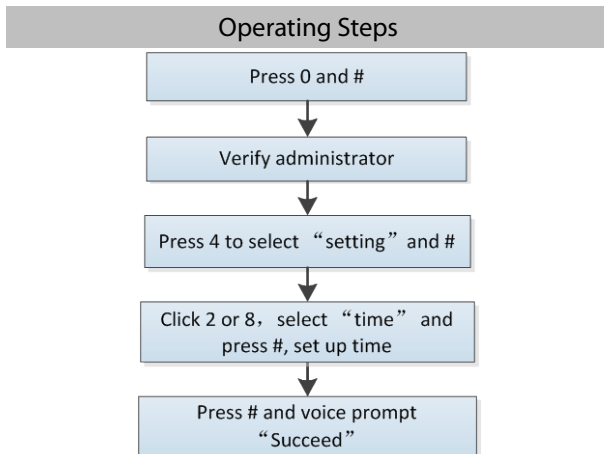 Operating Steps
Press 0 and #
Verify administrator
Press 4 to select “setting” and #
Click 2 or 8, select “time” and
press #, set up time
Press # and voice prompt
“Succeed”